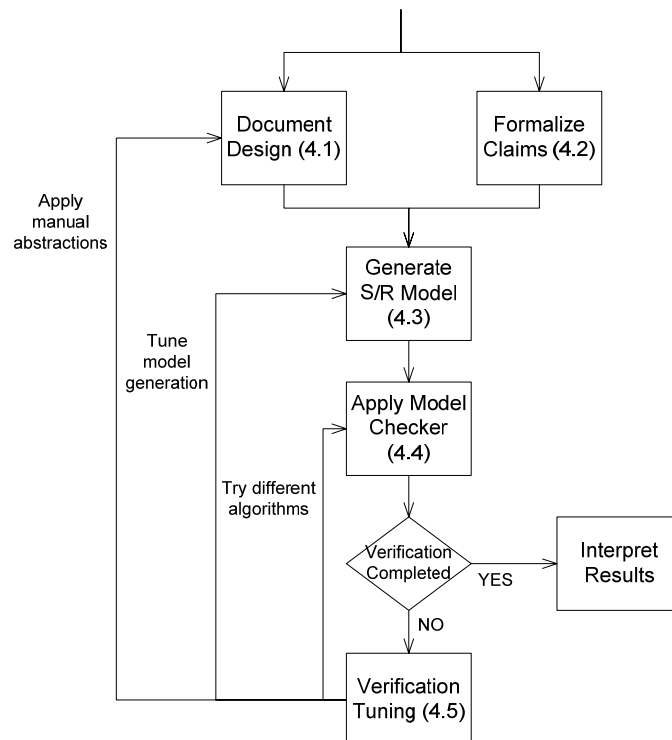 Document
Design (4.1)
Formalize
Claims (4.2)
Apply
manual
abstractions
Generate
S/R Model
(4.3)
Tune
model
generation
Apply Model
Checker
(4.4)
Try different
algorithms
Verification
Completed
YES
Interpret
Results
NO
Verification
Tuning (4.5)